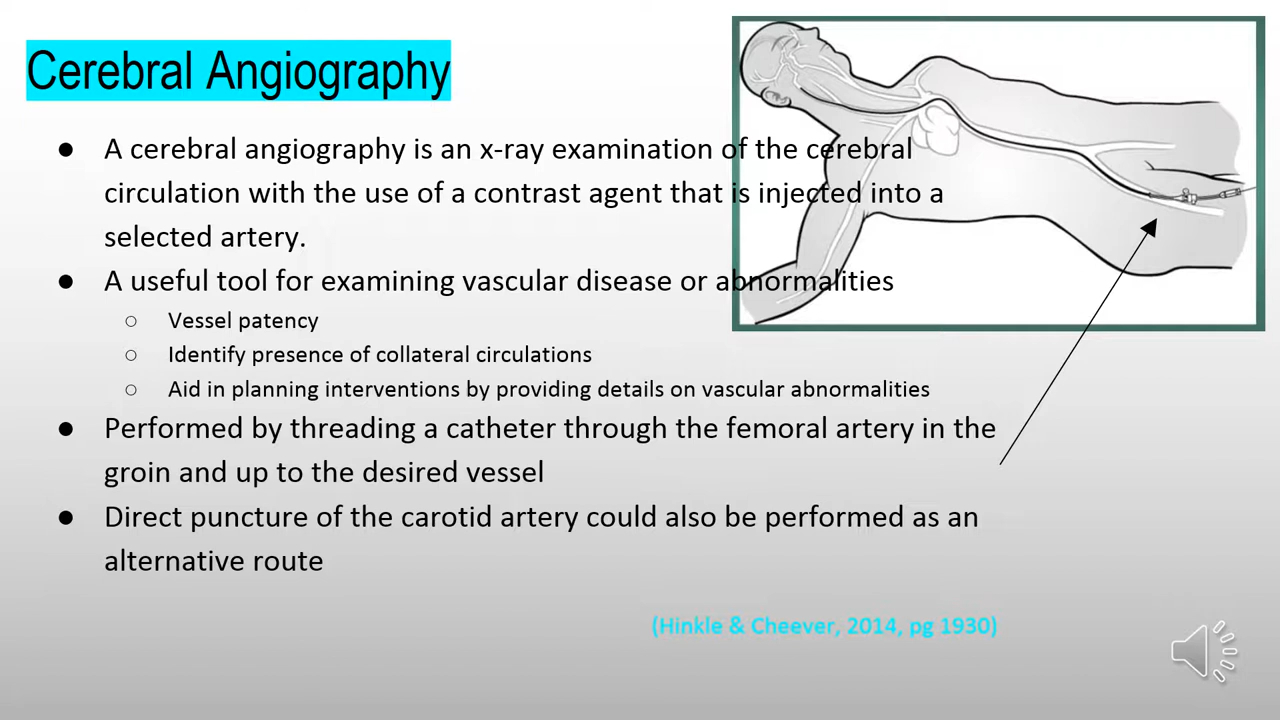 Cerebral Angiography
● A cerebral angiography is an x-ray examination of the cerebral
circulation with the use of a contrast agent that is injected into a
selected artery.
● A useful tool for examining vascular disease or abnormalities
○ Vessel patency
○ Identify presence of collateral circulations
○ Aid in planning interventions by providing details on vascular abnormalities
● Performed by threading a catheter through the femoral artery in the
groin and up to the desired vessel
● Direct puncture of the carotid artery could also be performed as an
alternative route
(Hinkle & Cheever, 2014, pg 1930)